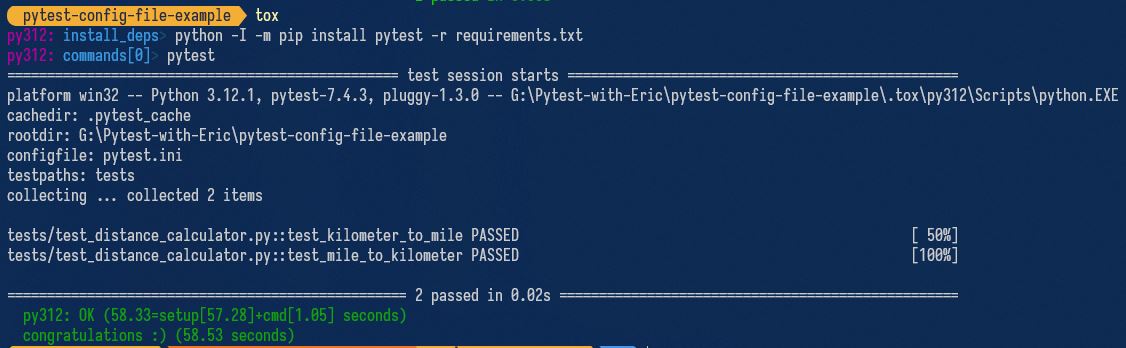 pytest-config-file-example tox
py312: install_deps> python -I -m pip install pytest -r requirements.txt
py312: commands[0]> pytest
================================================= test session starts =================================================
platform win32 -- Python 3.12.1, pytest-7.4.3, pluggy-1.3.0 -- G:\Pytest-with-Eric\pytest-config-file-example\.tox\py312\Scripts\python.EXE
cachedir: .pytest_cache
rootdir: G:\Pytest-with-Eric\pytest-config-file-example
configfile: pytest.ini
testpaths: tests
collecting ... collected 2 items
tests/test_distance_calculator.py::test_kilometer_to_mile PASSED [ 50%]
tests/test_distance_calculator.py::test_mile_to_kilometer PASSED [100%]
================================================== 2 passed in 0.02s ==================================================
py312: OK (58.33=setup[57.28]+cmd[1.05] seconds)
congratulations :) (58.53 seconds)